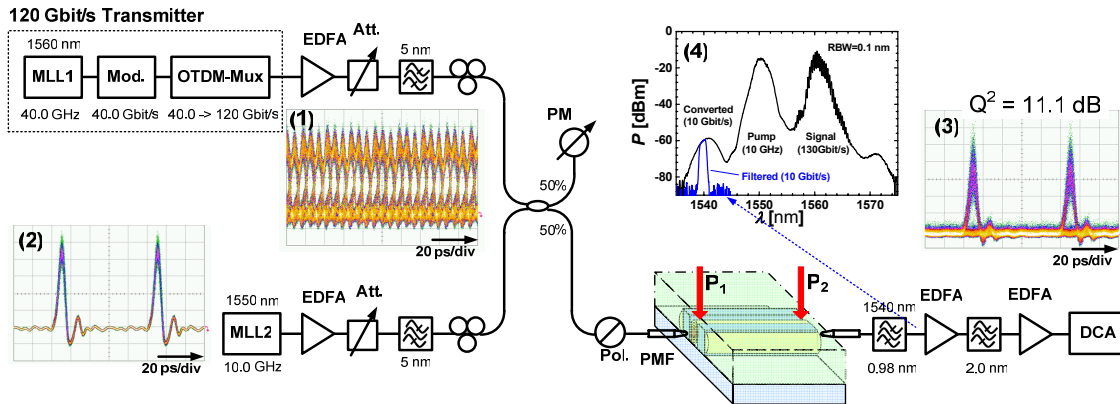 120 Gbit/s Transmitter
1560 nm
MLL1
Mod.
OTDM-Mux
40.0 GHz
40.0 Gbit/s
40.0 -> 120 Gbit/s
EDFA
Att.
5 nm
(1)
20 ps/div
PM
50%
50%
(2)
20 ps/div
1550 nm
MLL2
10.0 GHz
EDFA
Att.
5 nm
Pol.
PMF
P1
P2
(4)
RBW=0.1 nm
P [dBm]
0
-20
-40
-60
-80
Converted
(10 Gbit/s)
Pump
(10 GHz)
Signal
(130Gbit/s)
Filtered (10 Gbit/s)
1540
1550
1560
1570
λ [nm]
Q² = 11.1 dB
(3)
20 ps/div
1540 nm
0.98 nm
EDFA
2.0 nm
EDFA
DCA